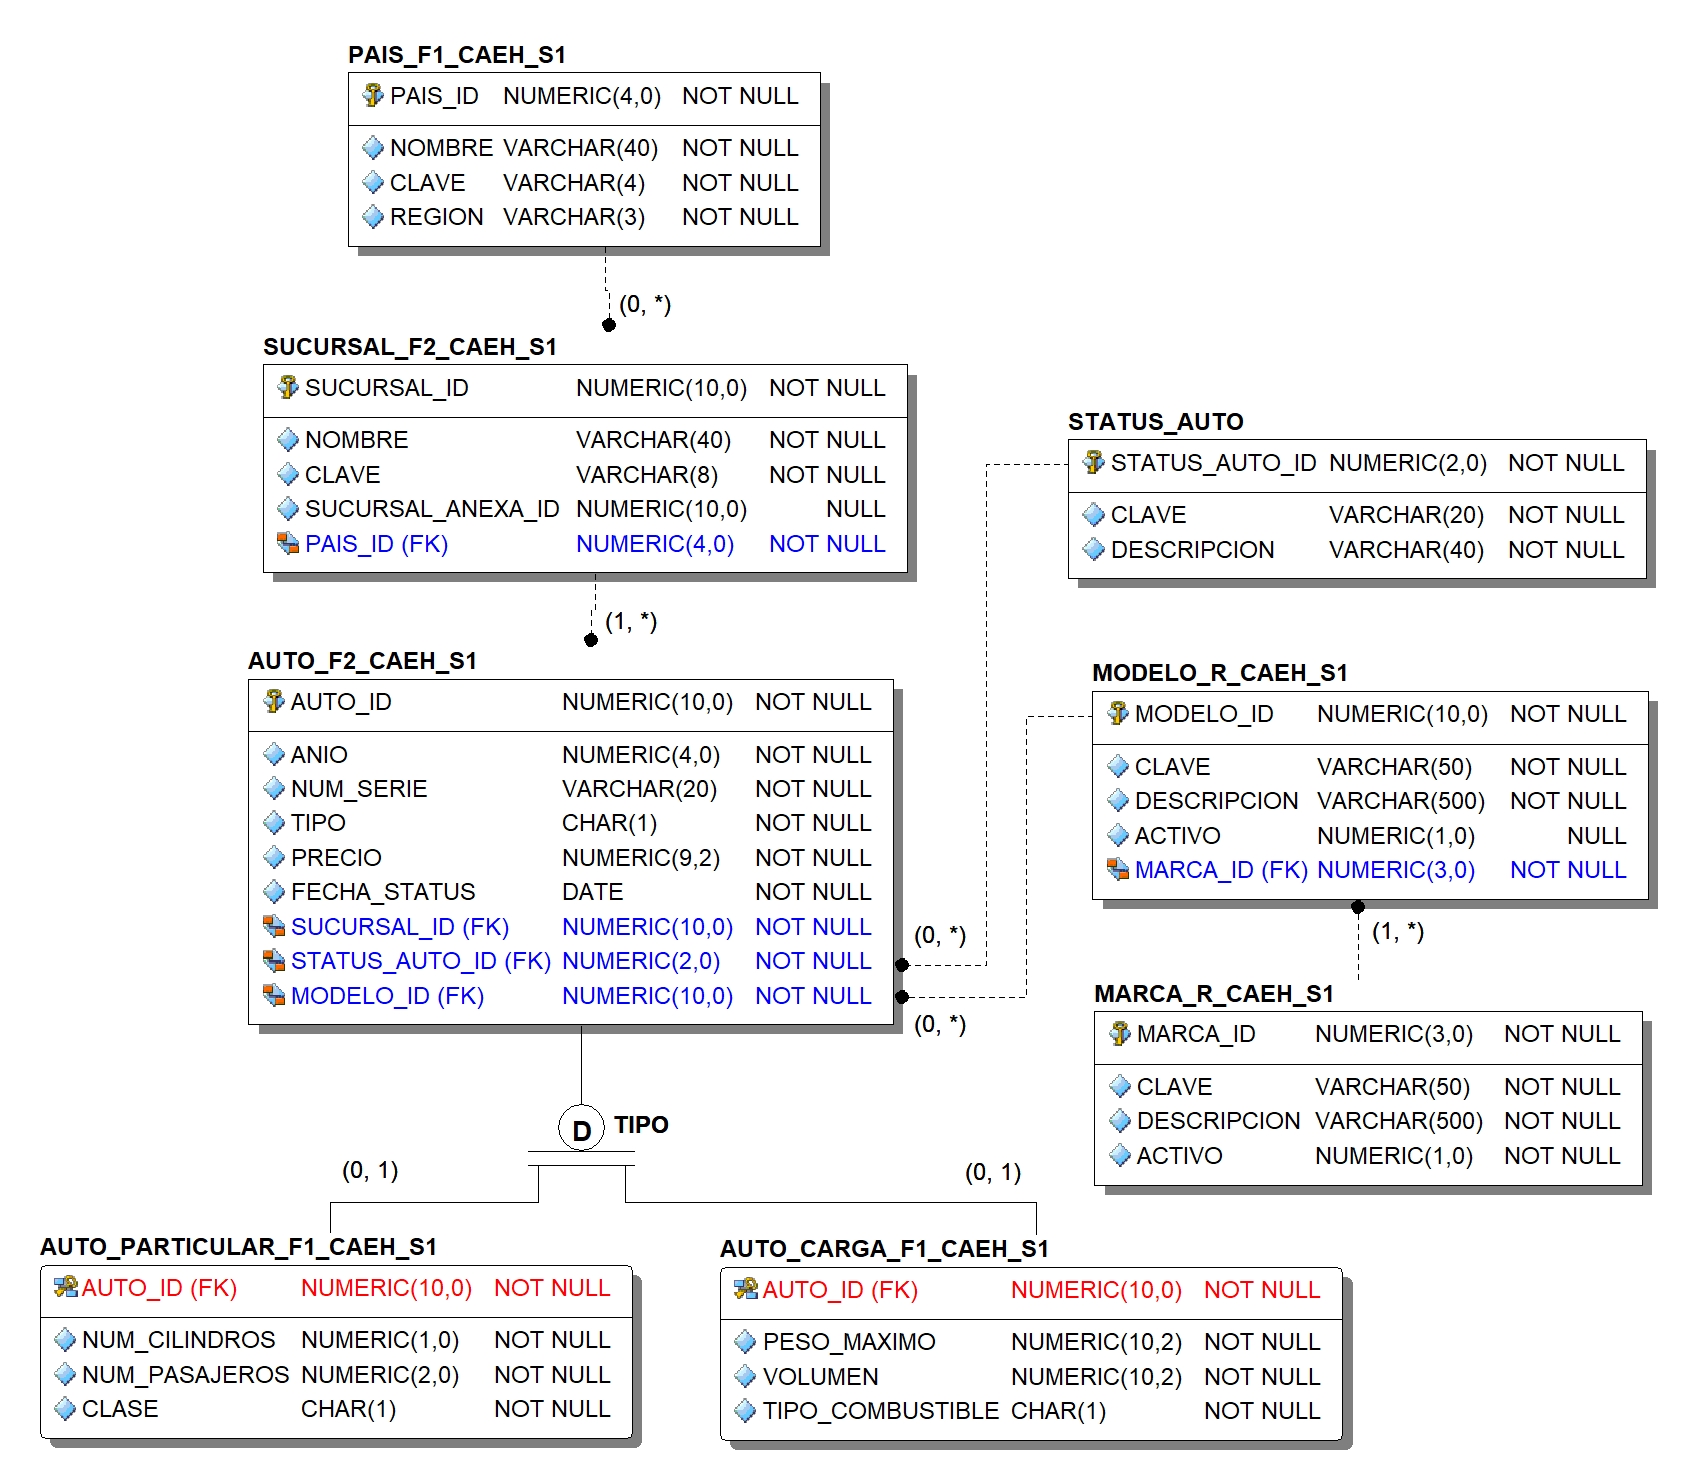 PAIS_F1_CAEH_S1
PAIS_ID NUMERIC(4,0) NOT NULL
NOMBRE VARCHAR(40) NOT NULL
CLAVE VARCHAR(4) NOT NULL
REGION VARCHAR(3) NOT NULL
(0, *)
SUCURSAL_F2_CAEH_S1
SUCURSAL_ID NUMERIC(10,0) NOT NULL
NOMBRE VARCHAR(40) NOT NULL
CLAVE VARCHAR(8) NOT NULL
SUCURSAL_ANEXA_ID NUMERIC(10,0) NULL
PAIS_ID (FK) NUMERIC(4,0) NOT NULL
(1, *)
STATUS_AUTO
STATUS_AUTO_ID NUMERIC(2,0) NOT NULL
CLAVE VARCHAR(20) NOT NULL
DESCRIPCION VARCHAR(40) NOT NULL
AUTO_F2_CAEH_S1
AUTO_ID NUMERIC(10,0) NOT NULL
ANIO NUMERIC(4,0) NOT NULL
NUM_SERIE VARCHAR(20) NOT NULL
TIPO CHAR(1) NOT NULL
PRECIO NUMERIC(9,2) NOT NULL
FECHA_STATUS DATE NOT NULL
SUCURSAL_ID (FK) NUMERIC(10,0) NOT NULL
STATUS_AUTO_ID (FK) NUMERIC(2,0) NOT NULL
MODELO_ID (FK) NUMERIC(10,0) NOT NULL
(0, *)
(0, *)
MODELO_R_CAEH_S1
MODELO_ID NUMERIC(10,0) NOT NULL
CLAVE VARCHAR(50) NOT NULL
DESCRIPCION VARCHAR(500) NOT NULL
ACTIVO NUMERIC(1,0) NULL
MARCA_ID (FK) NUMERIC(3,0) NOT NULL
(1, *)
MARCA_R_CAEH_S1
MARCA_ID NUMERIC(3,0) NOT NULL
CLAVE VARCHAR(50) NOT NULL
DESCRIPCION VARCHAR(500) NOT NULL
ACTIVO NUMERIC(1,0) NOT NULL
D TIPO
(0, 1)
(0, 1)
AUTO_PARTICULAR_F1_CAEH_S1
AUTO_ID (FK) NUMERIC(10,0) NOT NULL
NUM_CILINDROS NUMERIC(1,0) NOT NULL
NUM_PASAJEROS NUMERIC(2,0) NOT NULL
CLASE CHAR(1) NOT NULL
AUTO_CARGA_F1_CAEH_S1
AUTO_ID (FK) NUMERIC(10,0) NOT NULL
PESO_MAXIMO NUMERIC(10,2) NOT NULL
VOLUMEN NUMERIC(10,2) NOT NULL
TIPO_COMBUSTIBLE CHAR(1) NOT NULL